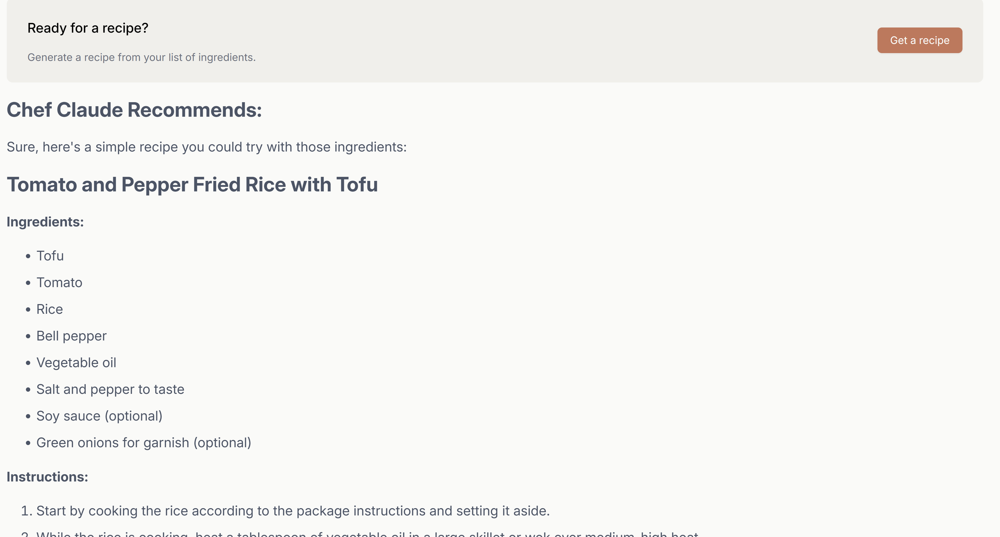 Ready for a recipe?
Generate a recipe from your list of ingredients.
Get a recipe
Chef Claude Recommends:
Sure, here's a simple recipe you could try with those ingredients:
Tomato and Pepper Fried Rice with Tofu
Ingredients:
• Tofu
• Tomato
• Rice
• Bell pepper
• Vegetable oil
• Salt and pepper to taste
• Soy sauce (optional)
• Green onions for garnish (optional)
Instructions:
1. Start by cooking the rice according to the package instructions and setting it aside.
2. While the rice is cooking, heat a tablespoon of vegetable oil in a large skillet or wok over medium-high heat.